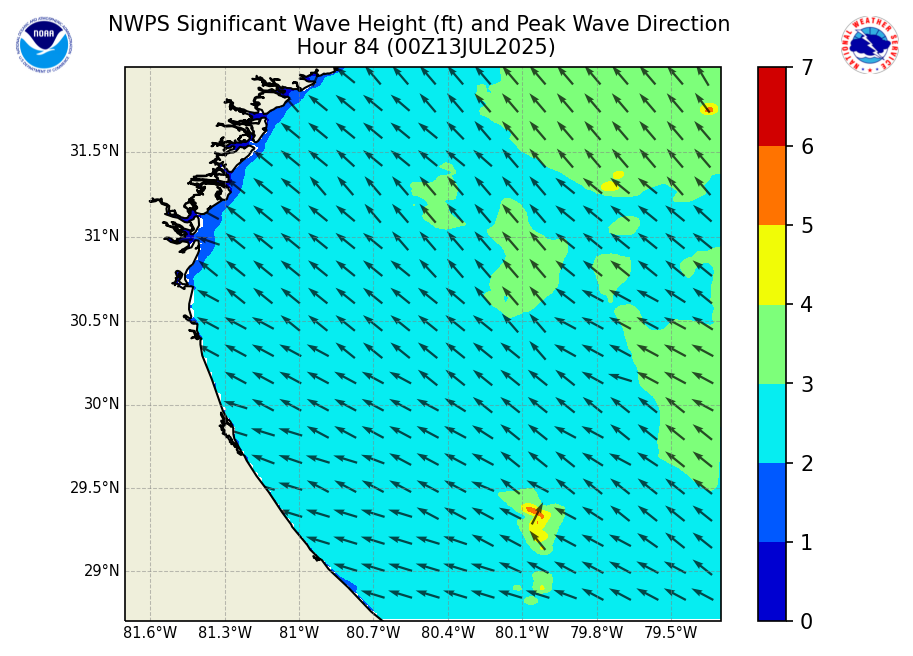 NWPS Significant Wave Height (ft) and Peak Wave Direction
Hour 84 (00Z13JUL2025)
NOAA
NATIONAL WEATHER SERVICE
31.5°N
31°N
30.5°N
30°N
29.5°N
29°N
81.6°W 81.3°W 81°W 80.7°W 80.4°W 80.1°W 79.8°W 79.5°W
7
6
5
4
3
2
1
0